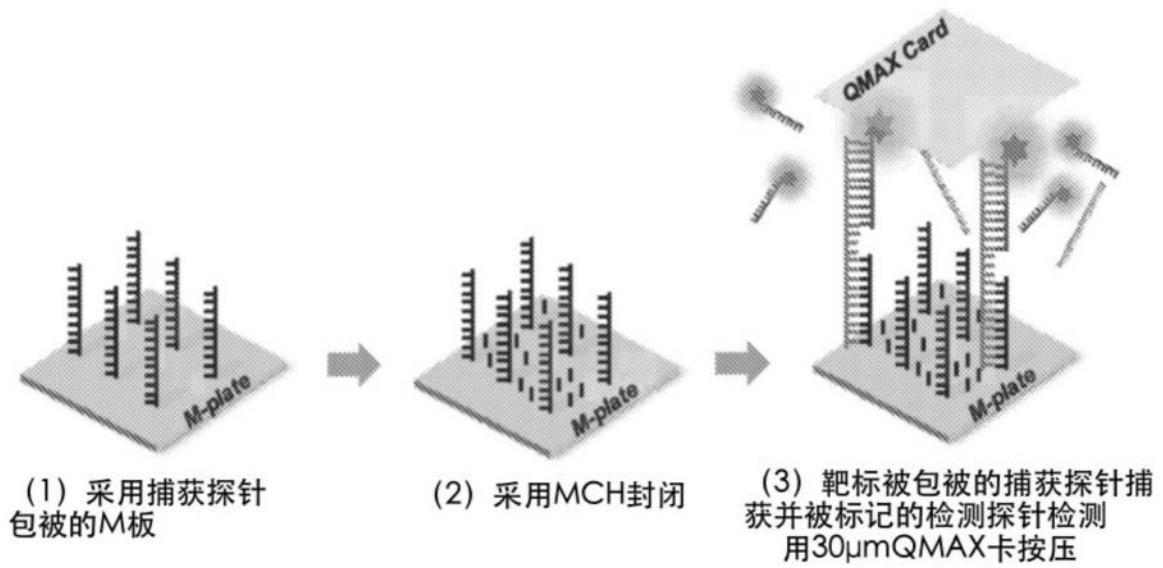 QMAX Card
M-plate
M-plate
M-plate
(1) 采用捕获探针
包被的M板
(2) 采用MCH封闭
(3) 靶标被包被的捕获探针捕
获并被标记的检测探针检测
用30μmQMAX卡按压